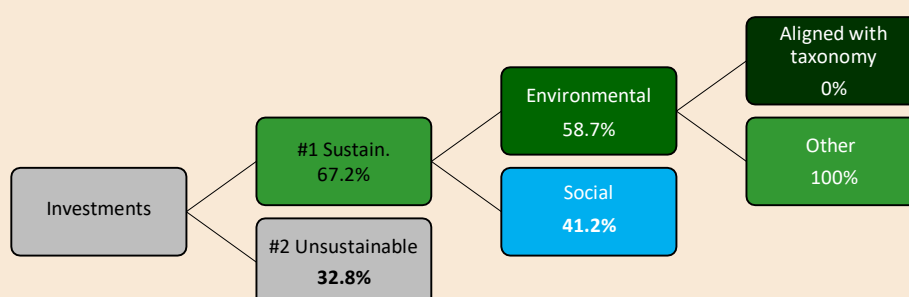 Investments
#1 Sustain.
67.2%
#2 Unsustainable
32.8%
Environmental
58.7%
Social
41.2%
Aligned with
taxonomy
0%
Other
100%